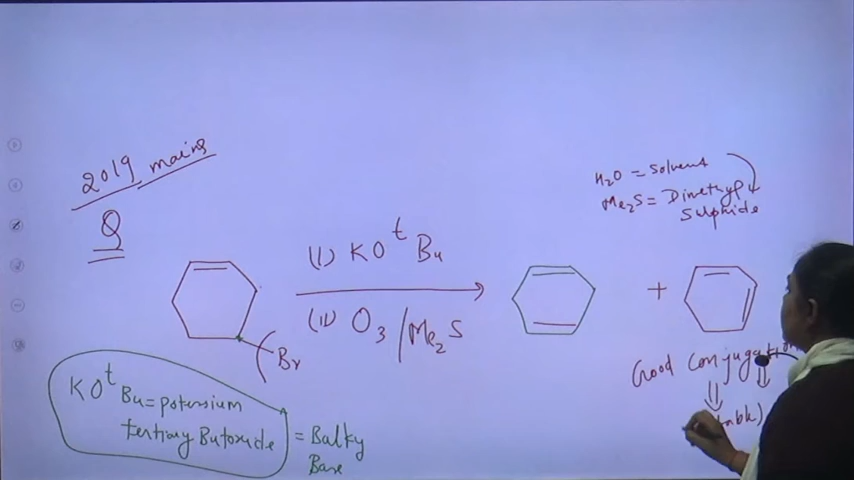 2019 mains
Q
(I) KO^t Bu
(II) O3/Me2S
Br
+
H2O = Solvent
Me2S = Dimethyl
Sulphide
Good conjugation
KO^t Bu = potassium
tertiary Butoxide
= Bulky
Base